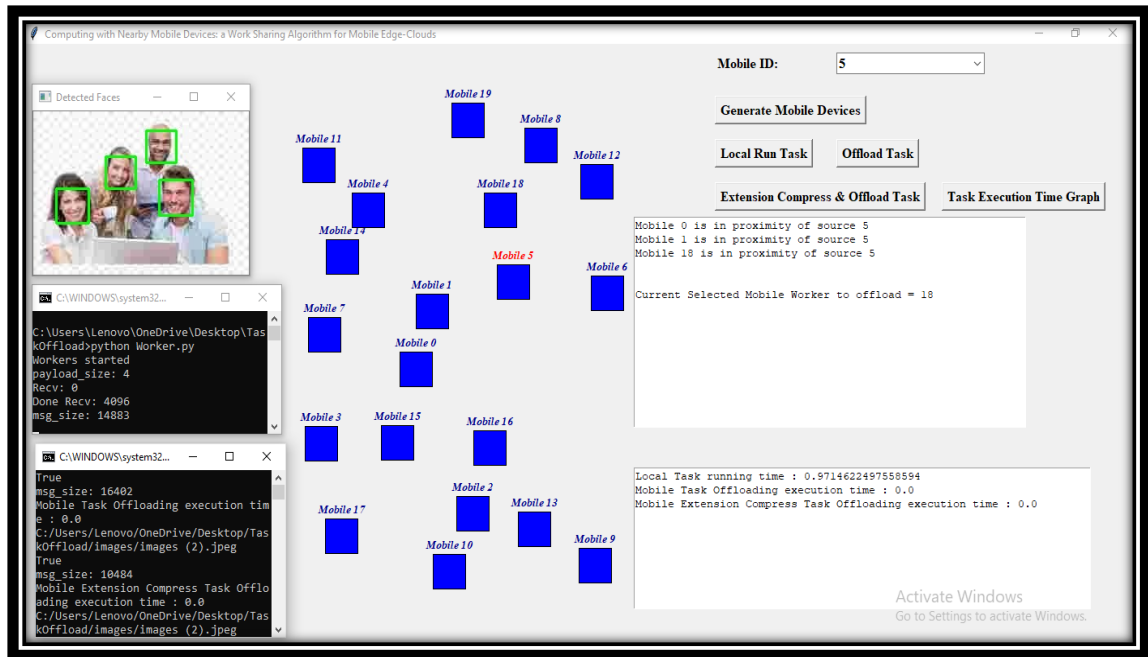 Computing with Nearby Mobile Devices: a Work Sharing Algorithm for Mobile Edge-Clouds
Mobile ID:
5
Generate Mobile Devices
Local Run Task
Offload Task
Extension Compress & Offload Task
Task Execution Time Graph
Detected Faces
Mobile 19
Mobile 8
Mobile 11
Mobile 12
Mobile 4
Mobile 18
Mobile 14
Mobile 5
Mobile 6
Mobile 1
Mobile 7
Mobile 0
Mobile 3
Mobile 15
Mobile 16
Mobile 2
Mobile 13
Mobile 17
Mobile 10
Mobile 9
Mobile 0 is in proximity of source 5
Mobile 1 is in proximity of source 5
Mobile 18 is in proximity of source 5
Current Selected Mobile Worker to offload = 18
C:\WINDOWS\system32...
C:\Users\Lenovo\OneDrive\Desktop\Tas
kOffload>python Worker.py
Workers started
payload_size: 4
Recv: 0
Done Recv: 4096
msg_size: 14883
C:\WINDOWS\system32...
True
msg_size: 16402
Mobile Task Offloading execution tim
e : 0.0
C:/Users/Lenovo/OneDrive/Desktop/Tas
kOffload/images/images (2).jpeg
True
msg_size: 10484
Mobile Extension Compress Task Offlo
ading execution time : 0.0
C:/Users/Lenovo/OneDrive/Desktop/Tas
kOffload/images/images (2).jpeg
Local Task running time : 0.9714622497558594
Mobile Task Offloading execution time : 0.0
Mobile Extension Compress Task Offloading execution time : 0.0
Activate Windows
Go to Settings to activate Windows.